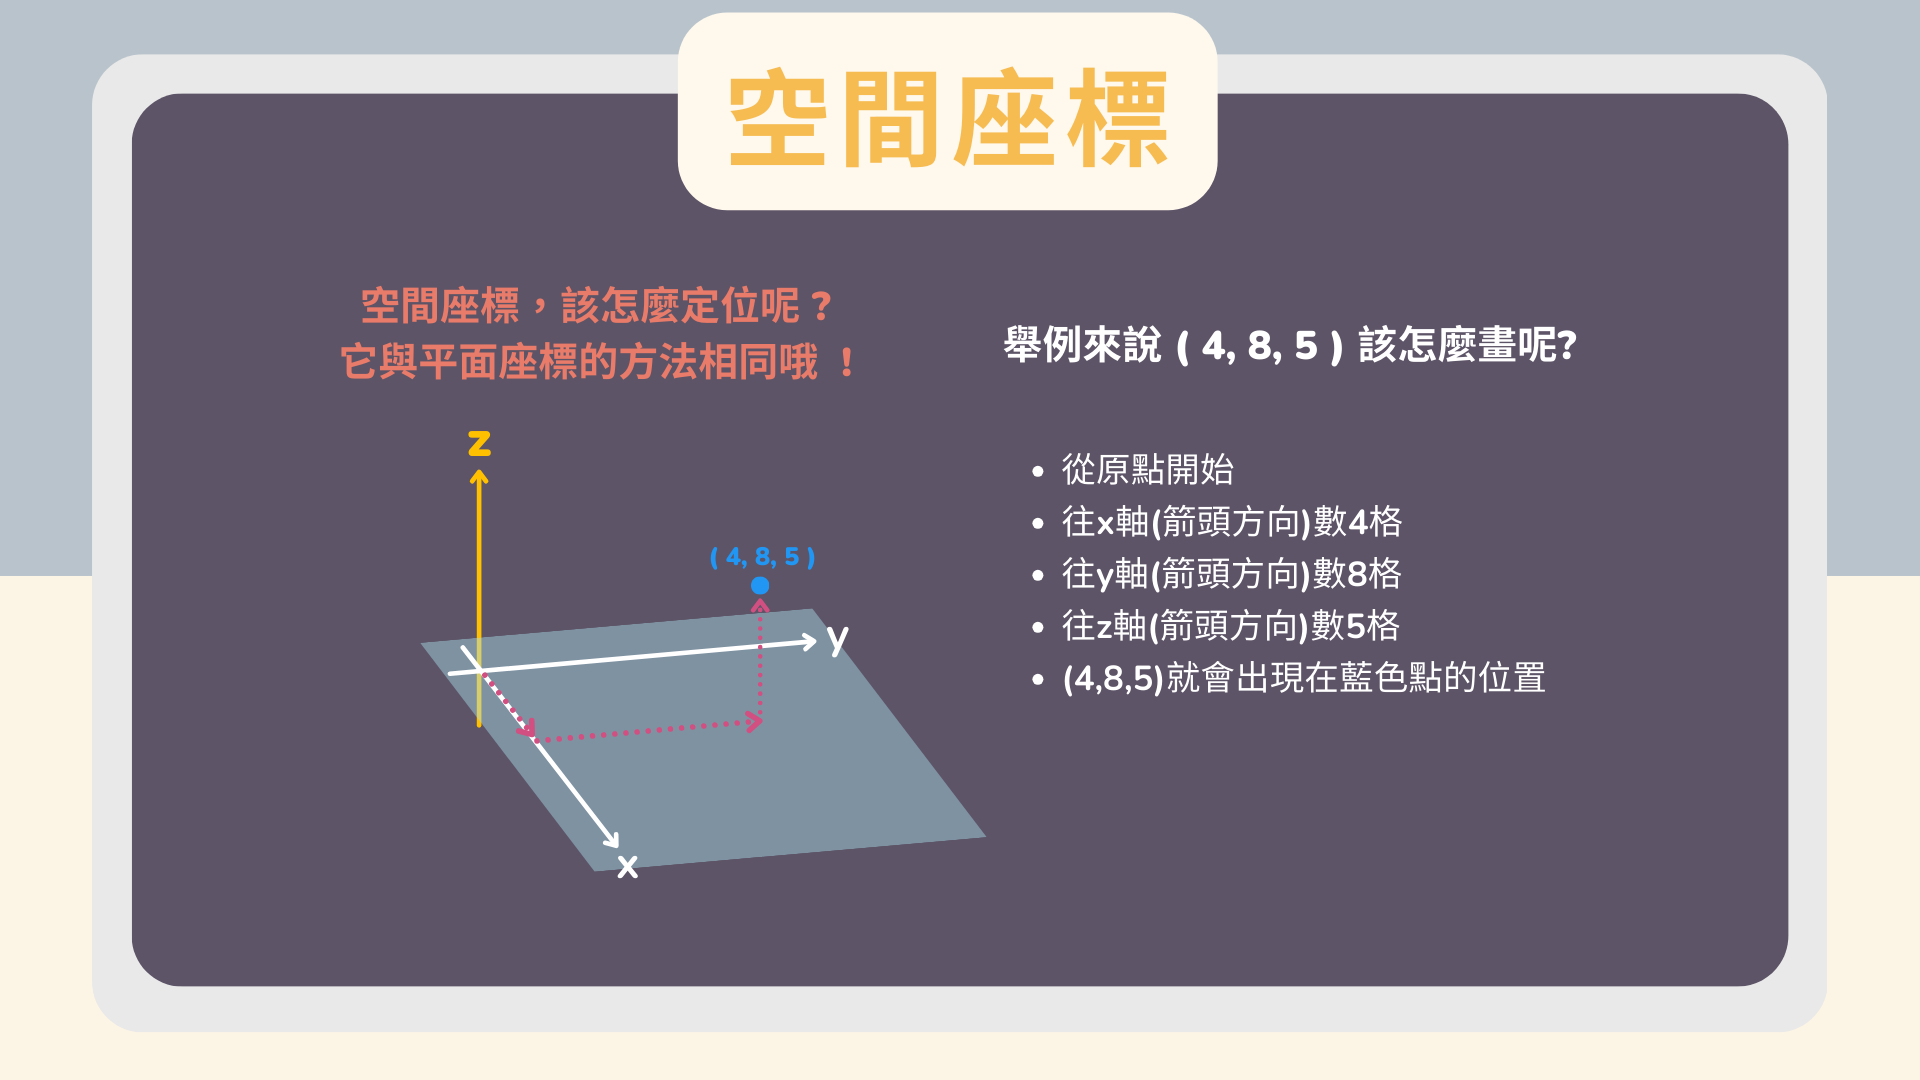 空間座標
空間座標，該怎麼定位呢？
它與平面座標的方法相同哦 ！
z
( 4, 8, 5 )
y
x
舉例來說 ( 4, 8, 5 ) 該怎麼畫呢?
• 從原點開始
• 往x軸(箭頭方向)數4格
• 往y軸(箭頭方向)數8格
• 往z軸(箭頭方向)數5格
• (4,8,5)就會出現在藍色點的位置